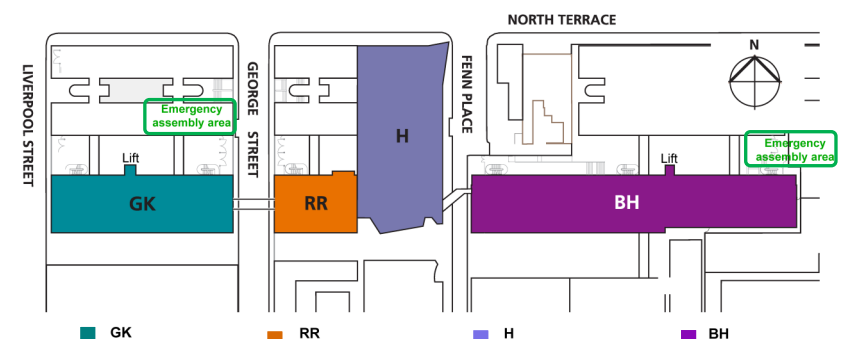 NORTH TERRACE
LIVERPOOL STREET
GEORGE STREET
FENN PLACE
N
Emergency
assembly area
H
Emergency
assembly area
Lift
Lift
GK
RR
BH
GK
RR
H
BH